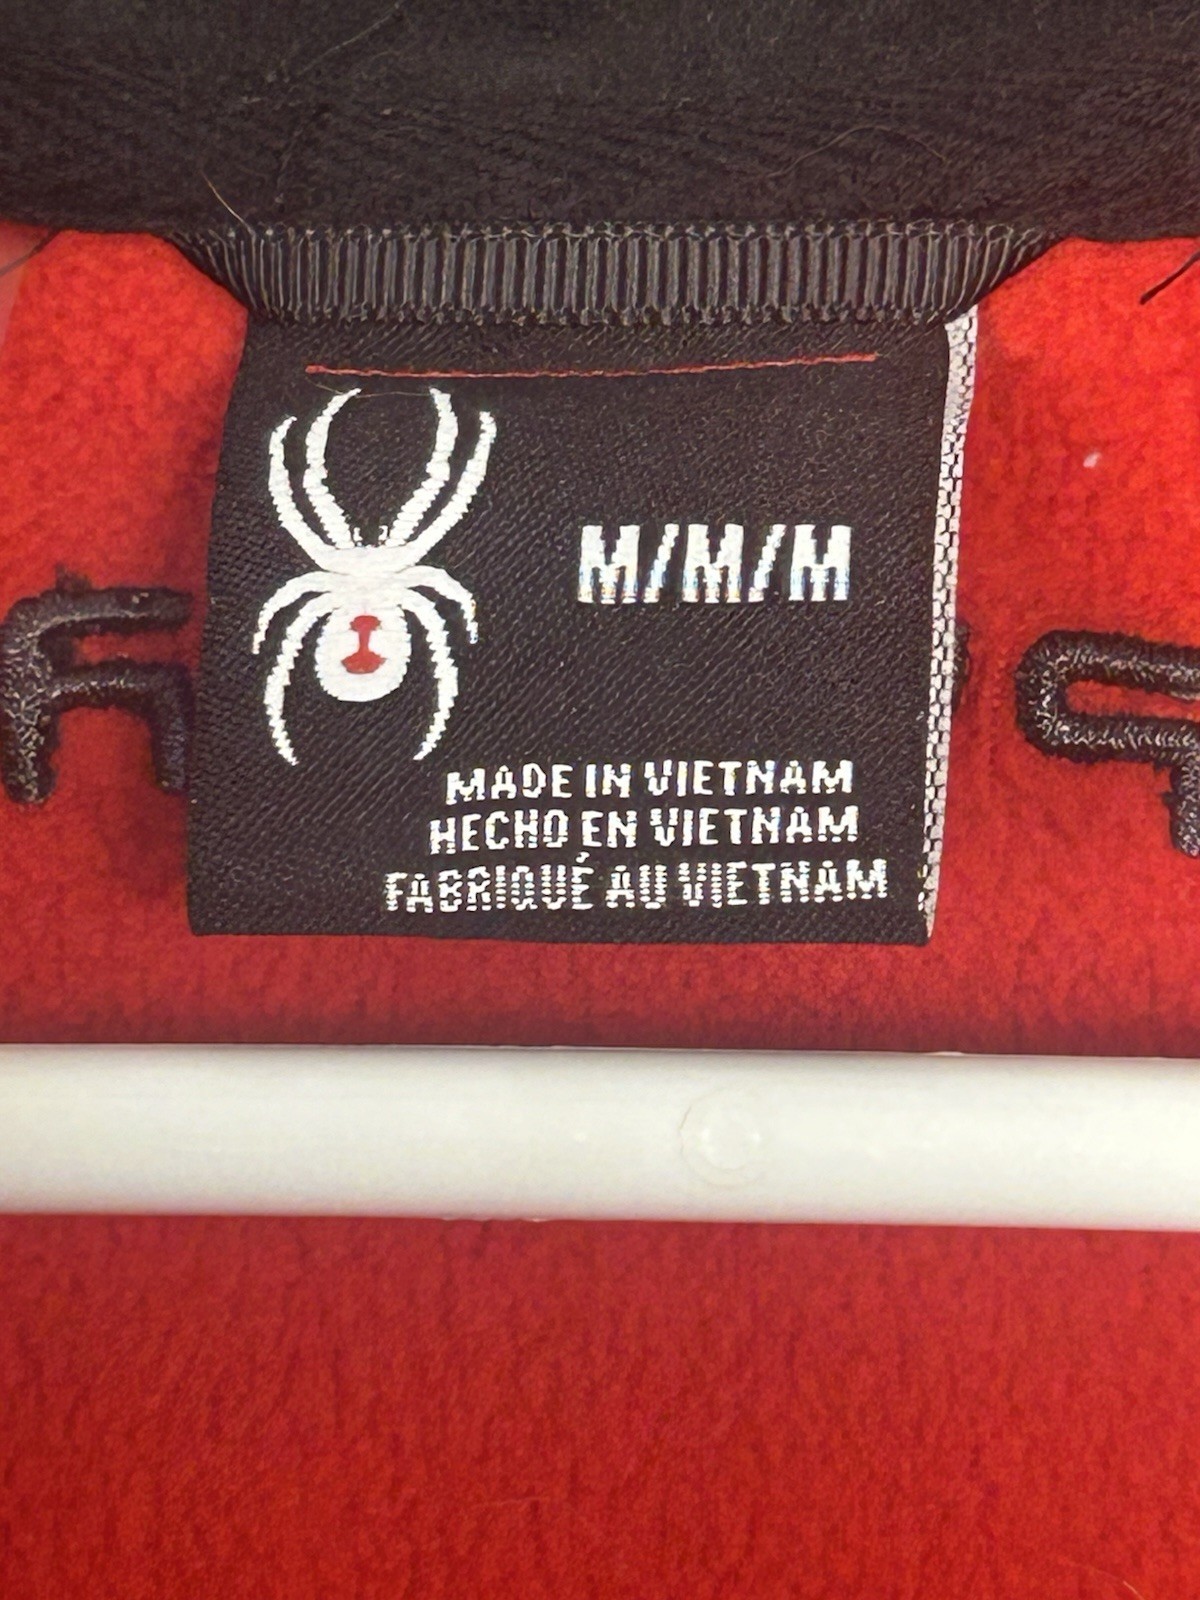 M/M/M
MADE IN VIETNAM
HECHO EN VIETNAM
FABRIQUÉ AU VIETNAM